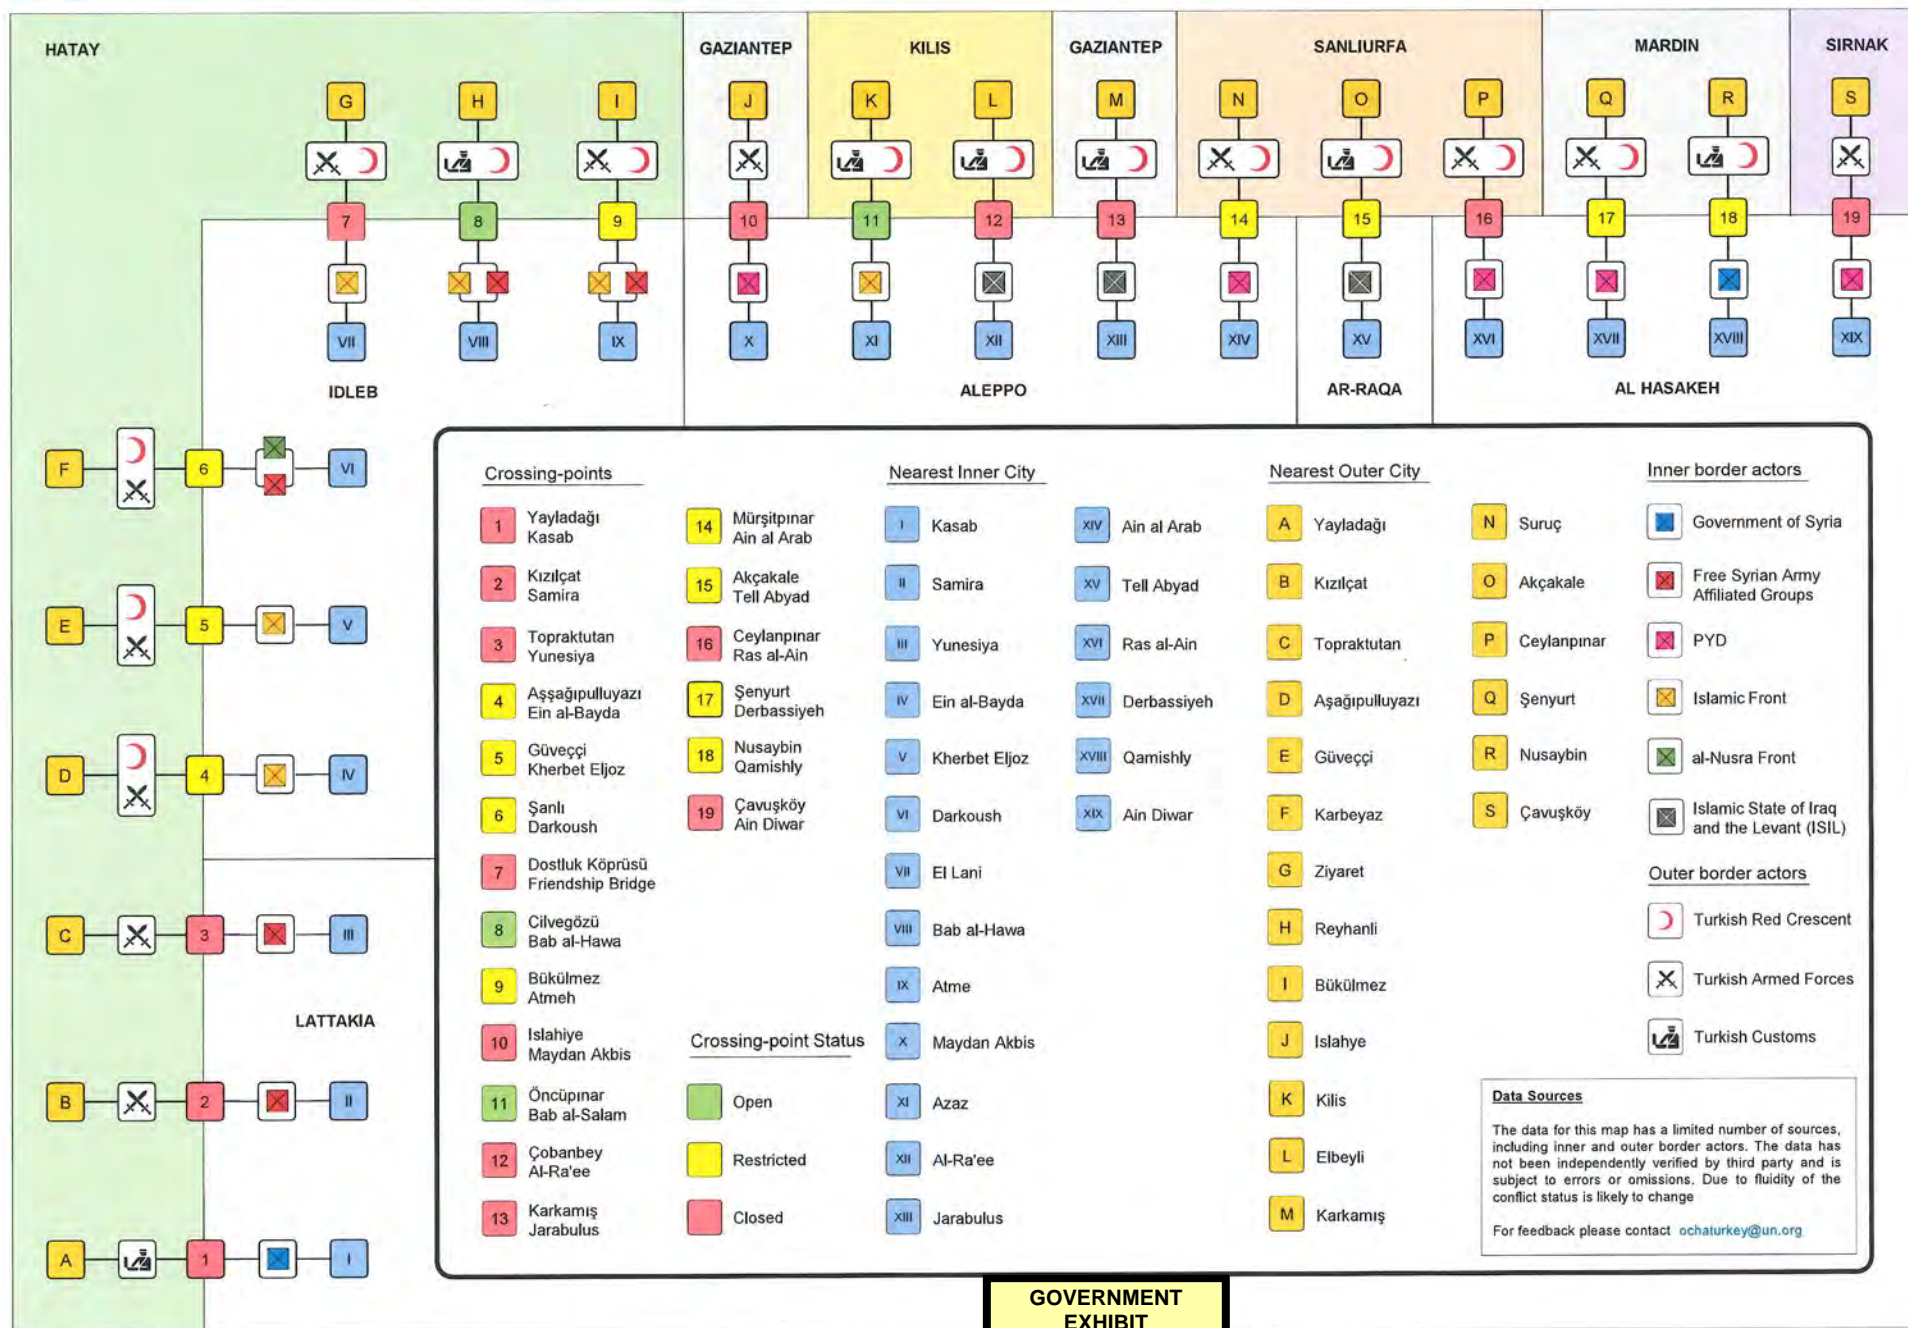 HATAY
GAZIANTEP
KILIS
GAZIANTEP
SANLIURFA
MARDIN
SIRNAK
G
H
I
J
K
L
M
N
O
P
Q
R
S
7
8
9
10
11
12
13
14
15
16
17
18
19
VII
VIII
IX
X
XI
XII
XIII
XIV
XV
XVI
XVII
XVIII
XIX
IDLEB
ALEPPO
AR-RAQA
AL HASAKEH
F
6
VI
E
5
V
D
4
IV
C
3
III
LATTAKIA
B
2
II
A
1
I
Crossing-points
1
Yayladağı
Kasab
2
Kızılçat
Samira
3
Topraktutan
Yunesiya
4
Aşşağıpulluyazı
Ein al-Bayda
5
Güveççi
Kherbet Eljoz
6
Şanlı
Darkoush
7
Dostluk Köprüsü
Friendship Bridge
8
Cilvegözü
Bab al-Hawa
9
Bükülmez
Atmeh
10
Islahiye
Maydan Akbis
11
Öncüpınar
Bab al-Salam
12
Çobanbey
Al-Ra'ee
13
Karkamış
Jarabulus
14
Mürşitpınar
Ain al Arab
15
Akçakale
Tell Abyad
16
Ceylanpınar
Ras al-Ain
17
Şenyurt
Derbassiyeh
18
Nusaybin
Qamishly
19
Çavuşköy
Ain Diwar
Crossing-point Status
Open
Restricted
Closed
Nearest Inner City
I
Kasab
II
Samira
III
Yunesiya
IV
Ein al-Bayda
V
Kherbet Eljoz
VI
Darkoush
VII
El Lani
VIII
Bab al-Hawa
IX
Atme
X
Maydan Akbis
XI
Azaz
XII
Al-Ra'ee
XIII
Jarabulus
XIV
Ain al Arab
XV
Tell Abyad
XVI
Ras al-Ain
XVII
Derbassiyeh
XVIII
Qamishly
XIX
Ain Diwar
Nearest Outer City
A
Yayladağı
B
Kızılçat
C
Topraktutan
D
Aşağıpulluyazı
E
Güveççi
F
Karbeyaz
G
Ziyaret
H
Reyhanli
I
Bükülmez
J
Islahye
K
Kilis
L
Elbeyli
M
Karkamış
N
Suruç
O
Akçakale
P
Ceylanpınar
Q
Şenyurt
R
Nusaybin
S
Çavuşköy
Inner border actors
Government of Syria
Free Syrian Army
Affiliated Groups
PYD
Islamic Front
al-Nusra Front
Islamic State of Iraq
and the Levant (ISIL)
Outer border actors
Turkish Red Crescent
Turkish Armed Forces
Turkish Customs
Data Sources
The data for this map has a limited number of sources,
including inner and outer border actors. The data has
not been independently verified by third party and is
subject to errors or omissions. Due to fluidity of the
conflict status is likely to change
For feedback please contact ochaturkey@un.org
GOVERNMENT
EXHIBIT